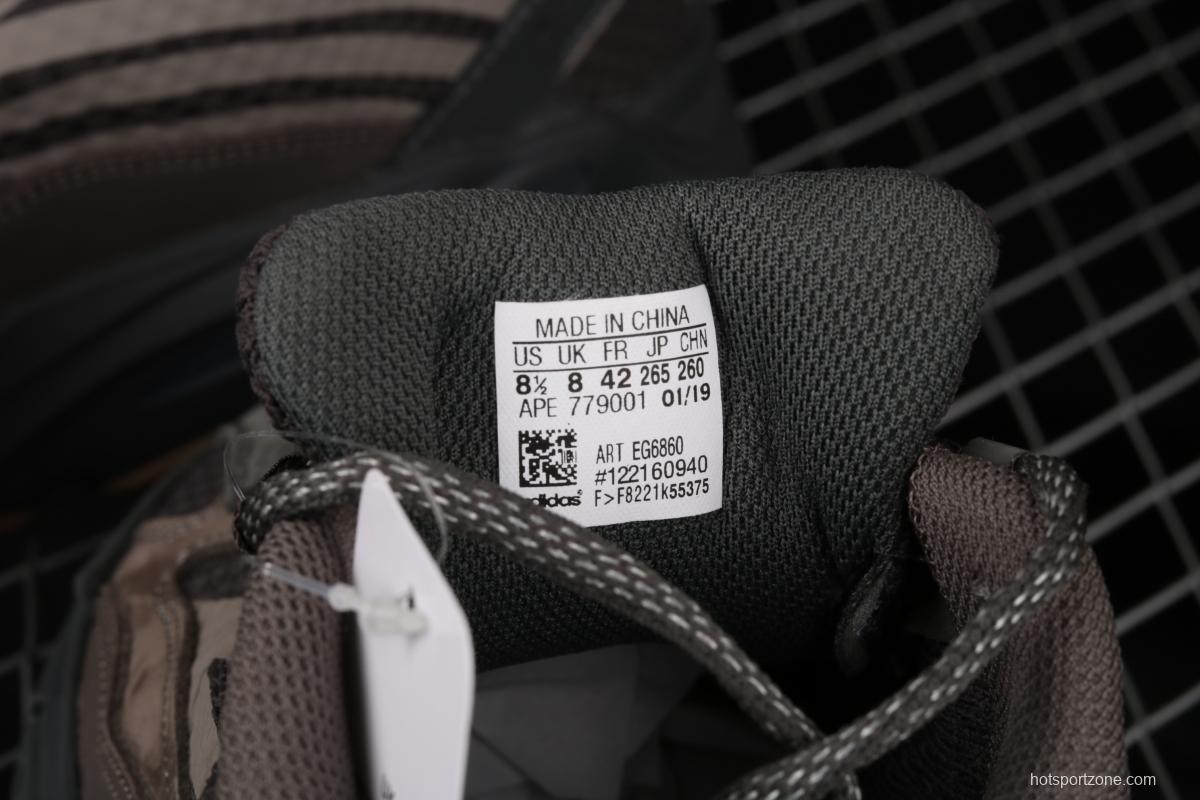 MADE IN CHINA
US UK FR JP CHN
8½ 8 42 265 260
APE 779001 01/19
ART EG6860
#122160940
F>F8221k55375
adidas
hotsportzone.com